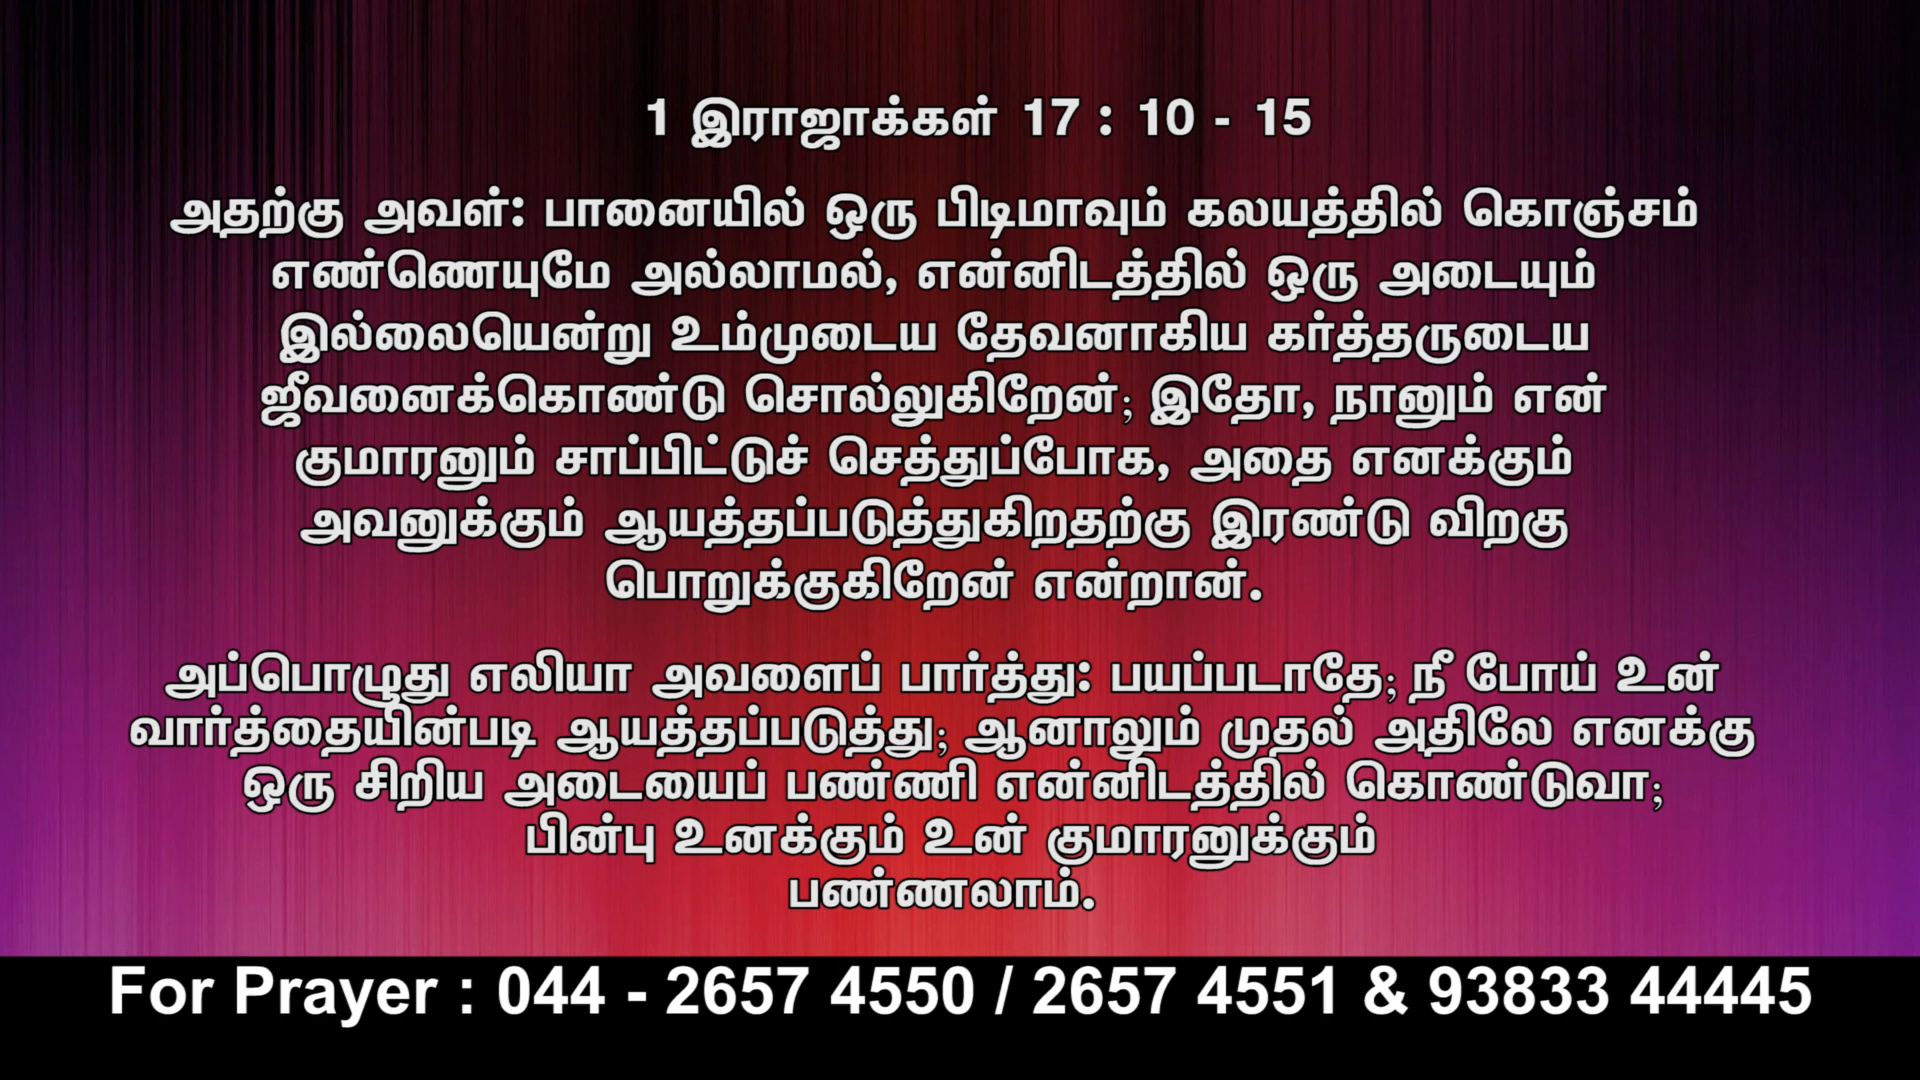 1 இராஜாக்கள் 17 : 10 - 15
அதற்கு அவள்: பானையில் ஒரு பிடிமாவும் கலயத்தில் கொஞ்சம்
எண்ணெயுமே அல்லாமல், என்னிடத்தில் ஒரு அடையும்
இல்லையென்று உம்முடைய தேவனாகிய கர்த்தருடைய
ஜீவனைக்கொண்டு சொல்லுகிறேன்; இதோ, நானும் என்
குமாரனும் சாப்பிட்டுச் செத்துப்போக, அதை எனக்கும்
அவனுக்கும் ஆயத்தப்படுத்துகிறதற்கு இரண்டு விறகு
பொறுக்குகிறேன் என்றான்.
அப்பொழுது எலியா அவளைப் பார்த்து: பயப்படாதே; நீ போய் உன்
வார்த்தையின்படி ஆயத்தப்படுத்து; ஆனாலும் முதல் அதிலே எனக்கு
ஒரு சிறிய அடையைப் பண்ணி என்னிடத்தில் கொண்டுவா;
பின்பு உனக்கும் உன் குமாரனுக்கும்
பண்ணலாம்.
For Prayer : 044 - 2657 4550 / 2657 4551 & 93833 44445